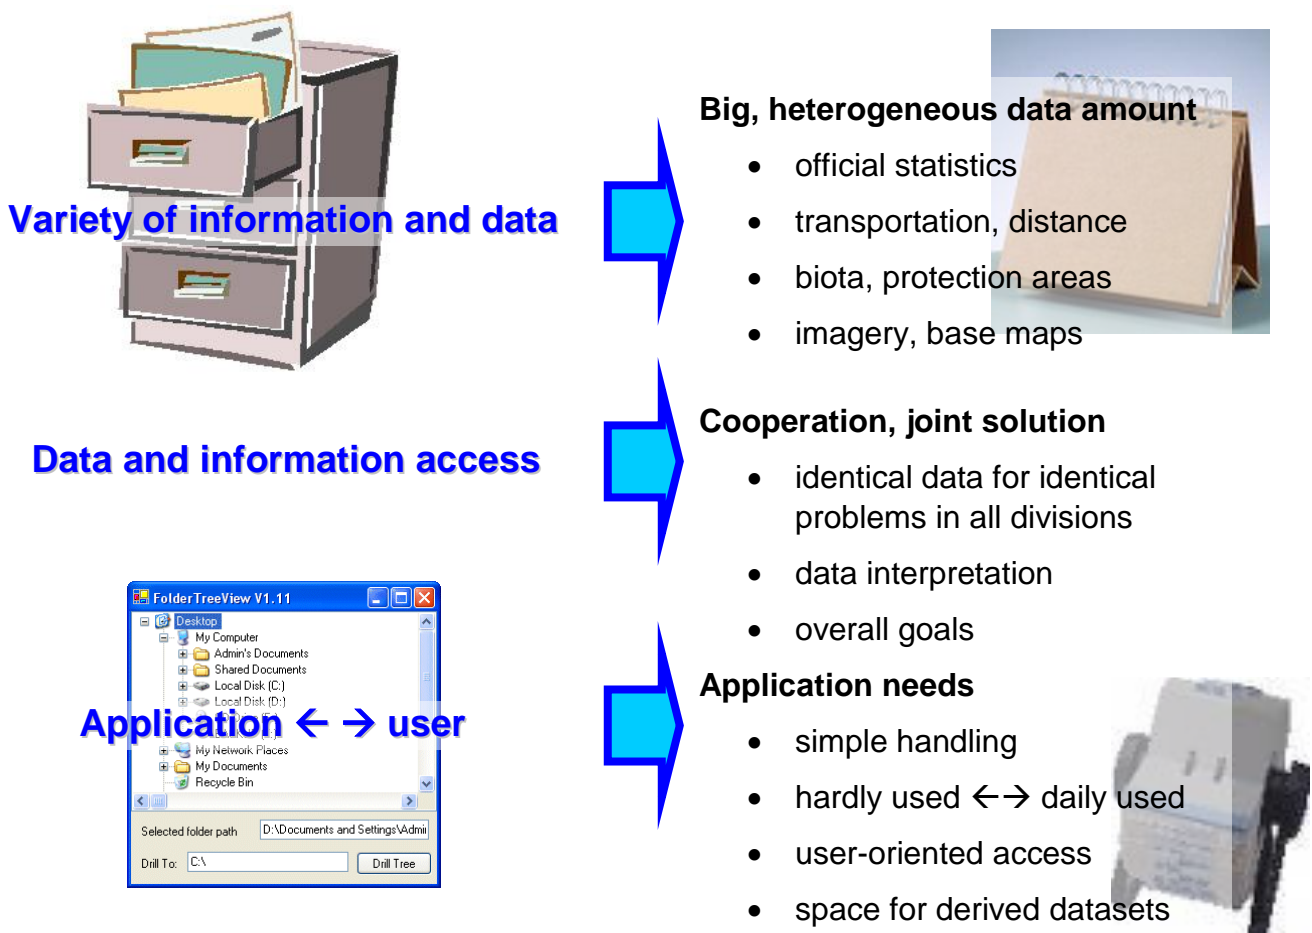 Variety of information and data
Big, heterogeneous data amount
• official statistics
• transportation, distance
• biota, protection areas
• imagery, base maps
Data and information access
Cooperation, joint solution
• identical data for identical
problems in all divisions
• data interpretation
• overall goals
FolderTreeView V1.11
Desktop
My Computer
Admin's Documents
Shared Documents
Local Disk (C:)
Local Disk (D:)
Application ← → user
My Network Places
My Documents
Recycle Bin
Selected folder path D:\Documents and Settings\Admi
Drill To: C:\ Drill Tree
Application needs
• simple handling
• hardly used ←→ daily used
• user-oriented access
• space for derived datasets